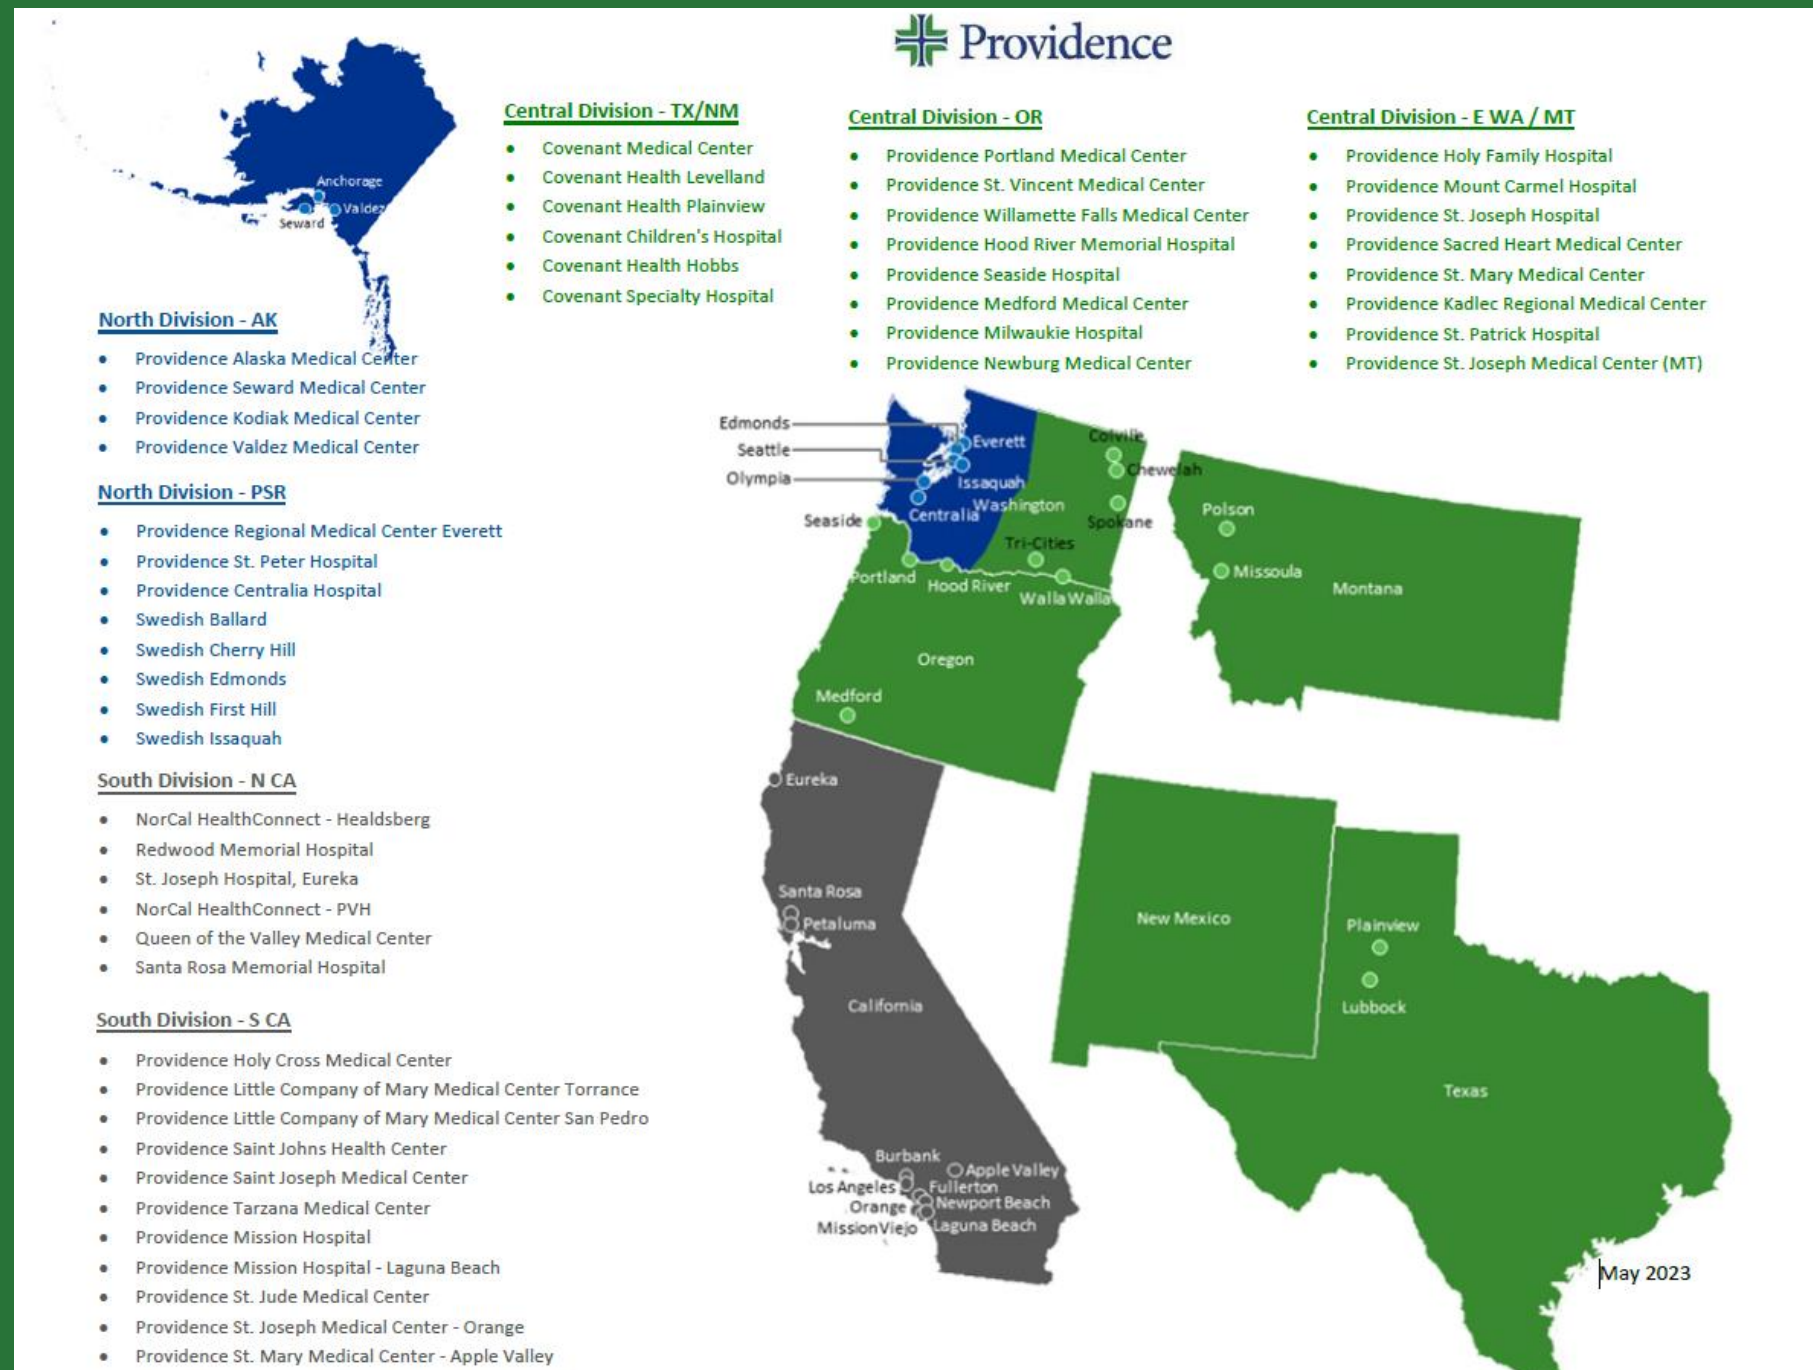 Providence
Anchorage
Valdez
Seward
North Division - AK
Providence Alaska Medical Center
Providence Seward Medical Center
Providence Kodiak Medical Center
Providence Valdez Medical Center
North Division - PSR
Providence Regional Medical Center Everett
Providence St. Peter Hospital
Providence Centralia Hospital
Swedish Ballard
Swedish Cherry Hill
Swedish Edmonds
Swedish First Hill
Swedish Issaquah
South Division - N CA
NorCal HealthConnect - Healdsberg
Redwood Memorial Hospital
St. Joseph Hospital, Eureka
NorCal HealthConnect - PVH
Queen of the Valley Medical Center
Santa Rosa Memorial Hospital
South Division - S CA
Providence Holy Cross Medical Center
Providence Little Company of Mary Medical Center Torrance
Providence Little Company of Mary Medical Center San Pedro
Providence Saint Johns Health Center
Providence Saint Joseph Medical Center
Providence Tarzana Medical Center
Providence Mission Hospital
Providence Mission Hospital - Laguna Beach
Providence St. Jude Medical Center
Providence St. Joseph Medical Center - Orange
Providence St. Mary Medical Center - Apple Valley
Central Division - TX/NM
Covenant Medical Center
Covenant Health Levelland
Covenant Health Plainview
Covenant Children's Hospital
Covenant Health Hobbs
Covenant Specialty Hospital
Central Division - OR
Providence Portland Medical Center
Providence St. Vincent Medical Center
Providence Willamette Falls Medical Center
Providence Hood River Memorial Hospital
Providence Seaside Hospital
Providence Medford Medical Center
Providence Milwaukie Hospital
Providence Newburg Medical Center
Central Division - E WA / MT
Providence Holy Family Hospital
Providence Mount Carmel Hospital
Providence St. Joseph Hospital
Providence Sacred Heart Medical Center
Providence St. Mary Medical Center
Providence Kadlec Regional Medical Center
Providence St. Patrick Hospital
Providence St. Joseph Medical Center (MT)
Edmonds
Everett
Seattle
Olympia
Issaquah
Washington
Centralia
Seaside
Colville
Chewelah
Spokane
Tri-Cities
Portland
Hood River
Walla Walla
Polson
Missoula
Montana
Oregon
Medford
Eureka
Santa Rosa
Petaluma
California
New Mexico
Plainview
Lubbock
Texas
Burbank
Apple Valley
Los Angeles
Fullerton
Orange
Newport Beach
Mission Viejo
Laguna Beach
May 2023